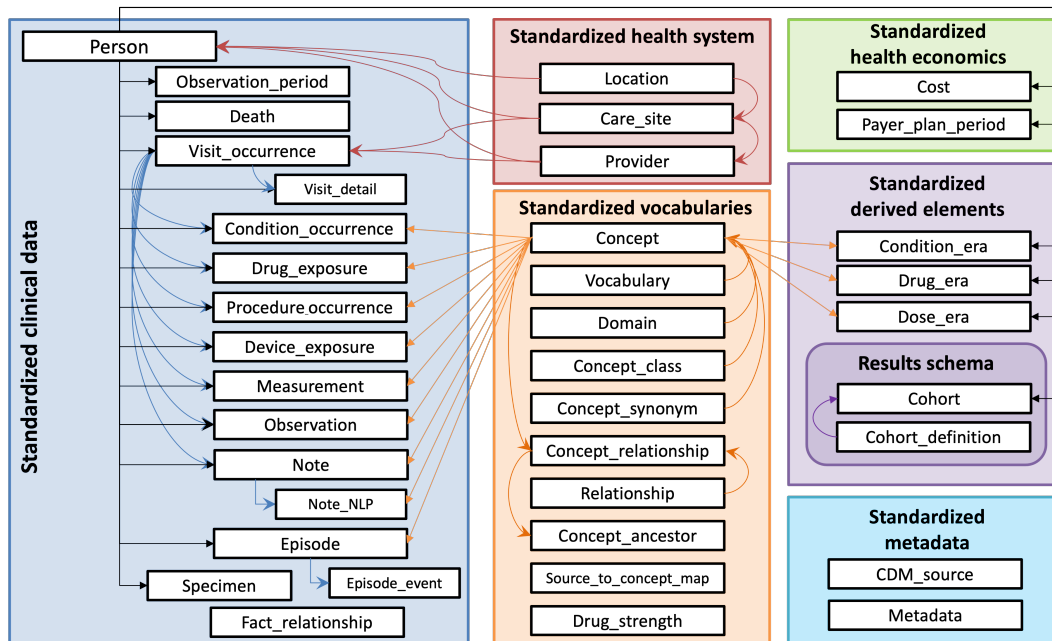 Standardized clinical data
Person
Observation_period
Death
Visit_occurrence
Visit_detail
Condition_occurrence
Drug_exposure
Procedure_occurrence
Device_exposure
Measurement
Observation
Note
Note_NLP
Episode
Episode_event
Specimen
Fact_relationship
Standardized health system
Location
Care_site
Provider
Standardized vocabularies
Concept
Vocabulary
Domain
Concept_class
Concept_synonym
Concept_relationship
Relationship
Concept_ancestor
Source_to_concept_map
Drug_strength
Standardized
health economics
Cost
Payer_plan_period
Standardized
derived elements
Condition_era
Drug_era
Dose_era
Results schema
Cohort
Cohort_definition
Standardized
metadata
CDM_source
Metadata